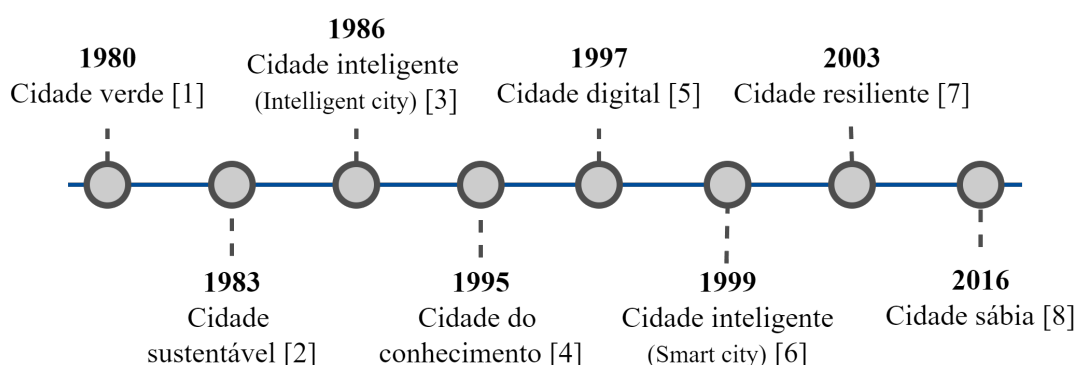 1980
Cidade verde [1]
1983
Cidade
sustentável [2]
1986
Cidade inteligente
(Intelligent city) [3]
1995
Cidade do
conhecimento [4]
1997
Cidade digital [5]
1999
Cidade inteligente
(Smart city) [6]
2003
Cidade resiliente [7]
2016
Cidade sábia [8]